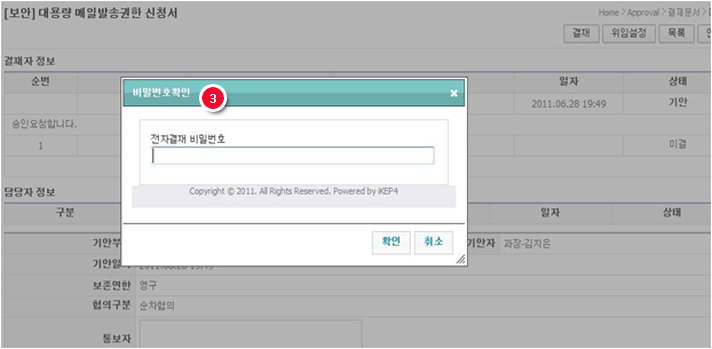 [보안] 대용량 메일발송권한 신청서
Home > Approval > 결재문서 >
결재 위임설정 목록
결재자 정보
순번 일자 상태
2011.06.28 19:49 기안
승인요청합니다.
1 미결
비밀번호확인 3 ×
전자결재 비밀번호
Copyright © 2011. All Rights Reserved. Powered by iKEP4
확인 취소
담당자 정보
구분 일자 상태
기안부 기안자 과장-김지은
기안일 2011.06.28 19:49
보존연한 영구
협의구분 순차협의
통보자